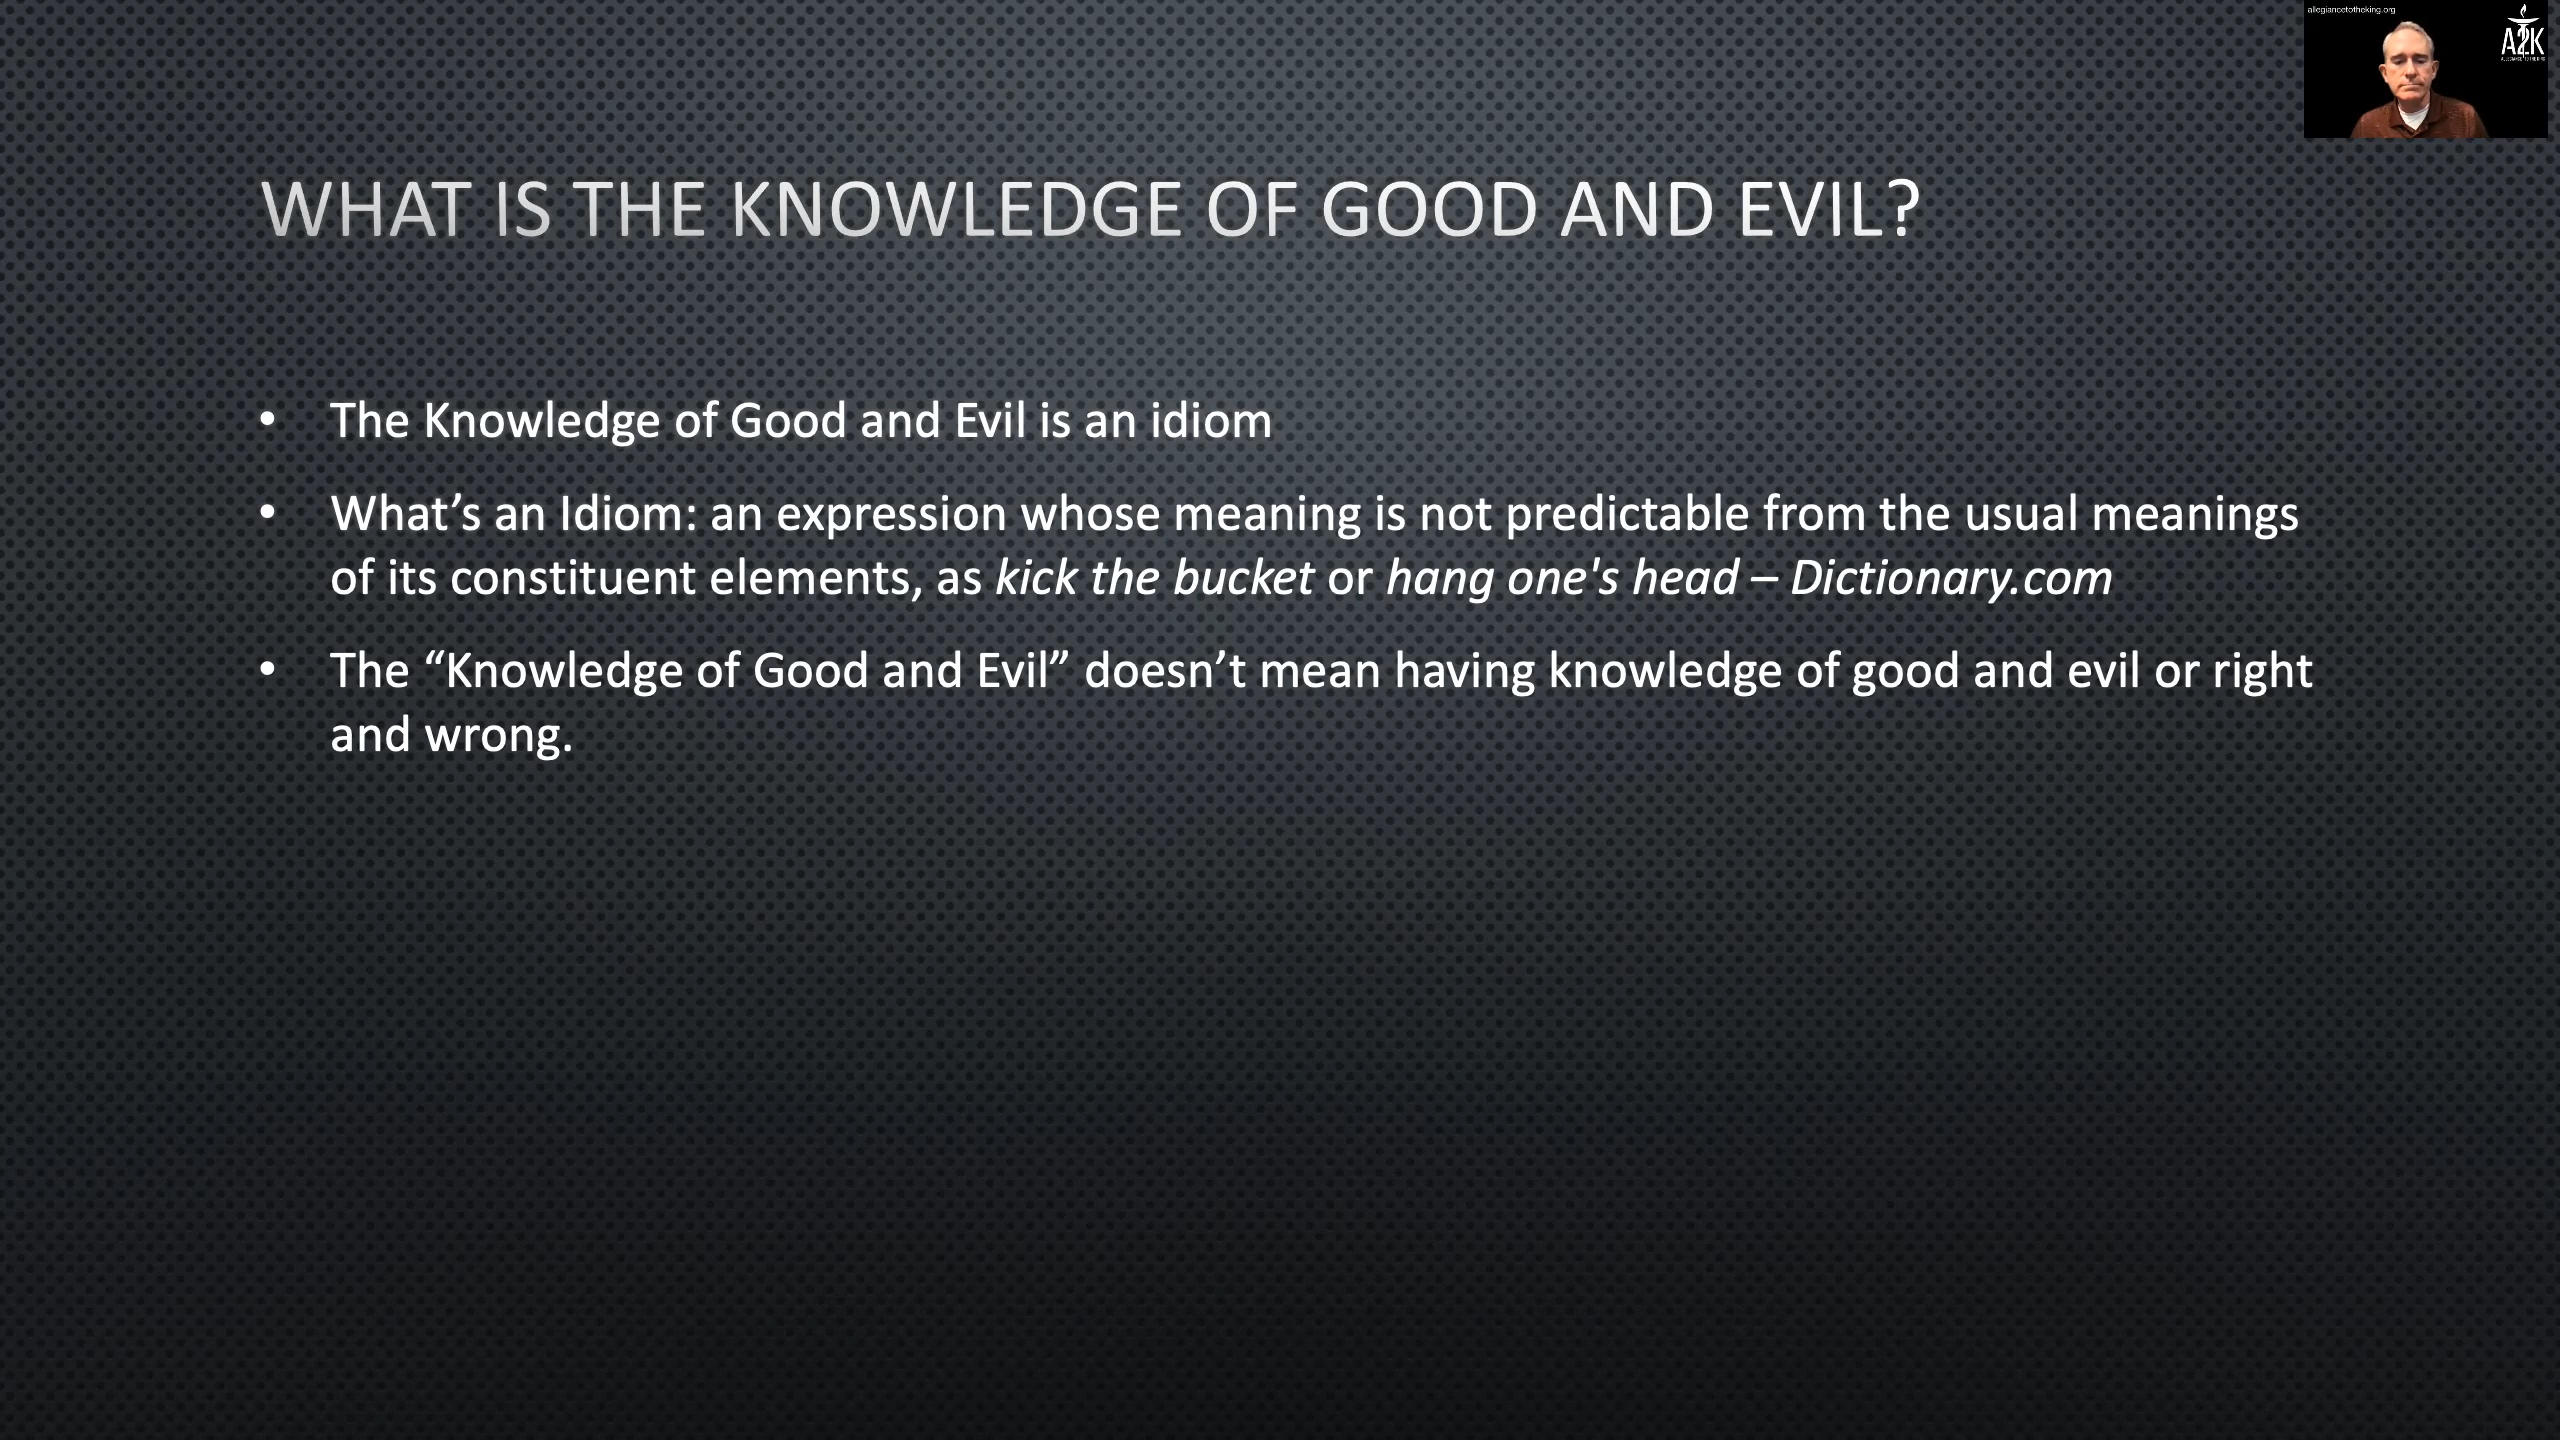 allegiancetotheking.org
A2K
WHAT IS THE KNOWLEDGE OF GOOD AND EVIL?
• The Knowledge of Good and Evil is an idiom
• What’s an Idiom: an expression whose meaning is not predictable from the usual meanings
of its constituent elements, as kick the bucket or hang one's head – Dictionary.com
• The “Knowledge of Good and Evil” doesn’t mean having knowledge of good and evil or right
and wrong.